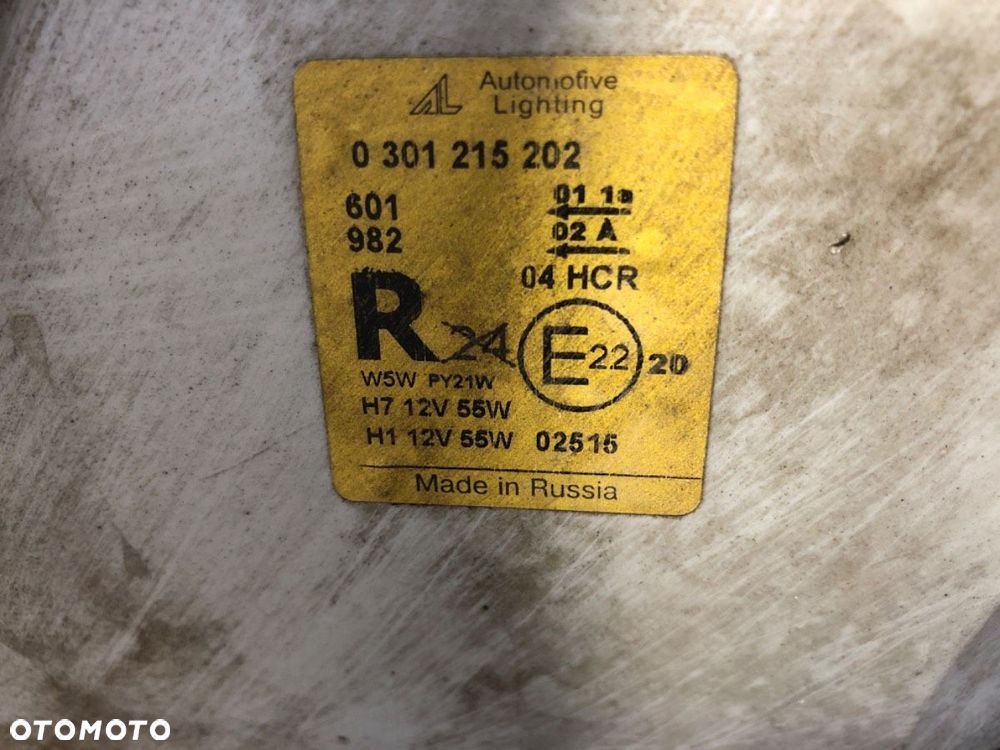 Automotive
Lighting
0 301 215 202
601 01 1a
982 02 A
04 HCR
R 24 E 22 20
W5W PY21W
H7 12V 55W
H1 12V 55W 02515
Made in Russia
OTOMOTO